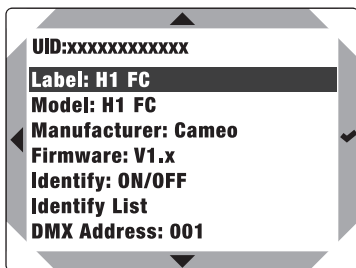 UID:xxxxxxxxxxxx
Label: H1 FC
Model: H1 FC
Manufacturer: Cameo
Firmware: V1.x
Identify: ON/OFF
Identify List
DMX Address: 001